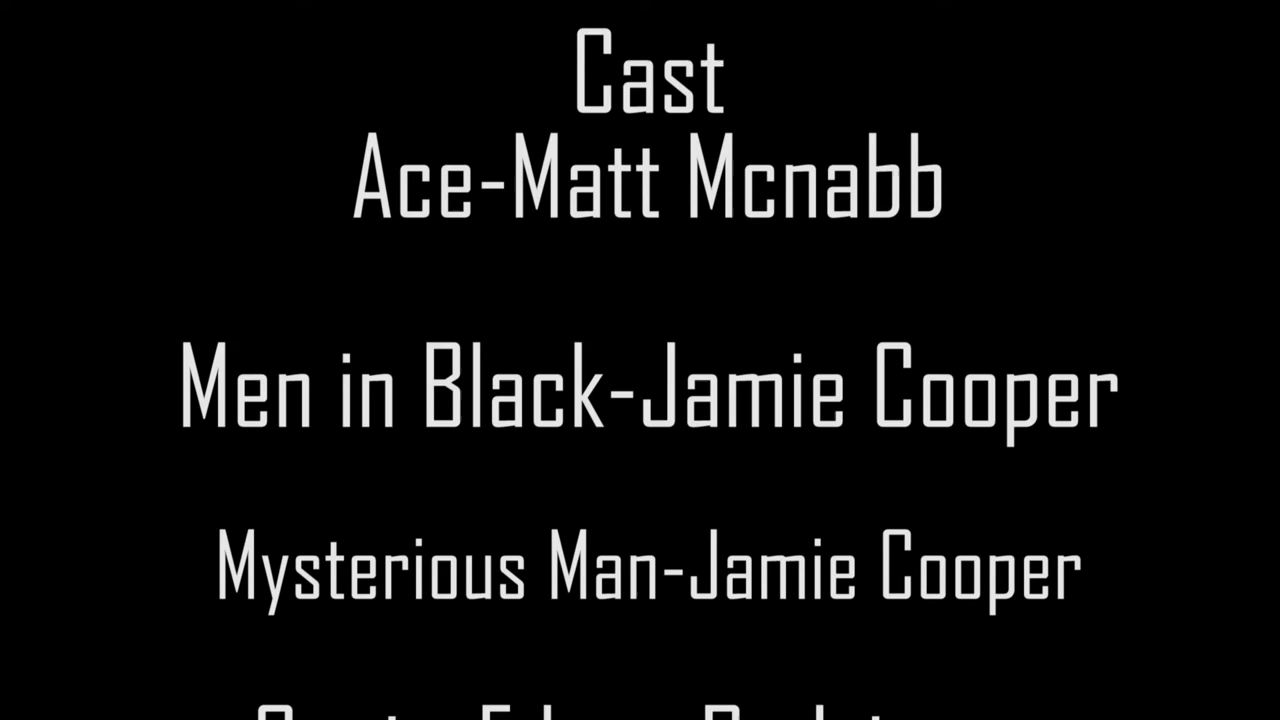 Cast
Ace-Matt Mcnabb
Men in Black-Jamie Cooper
Mysterious Man-Jamie Cooper